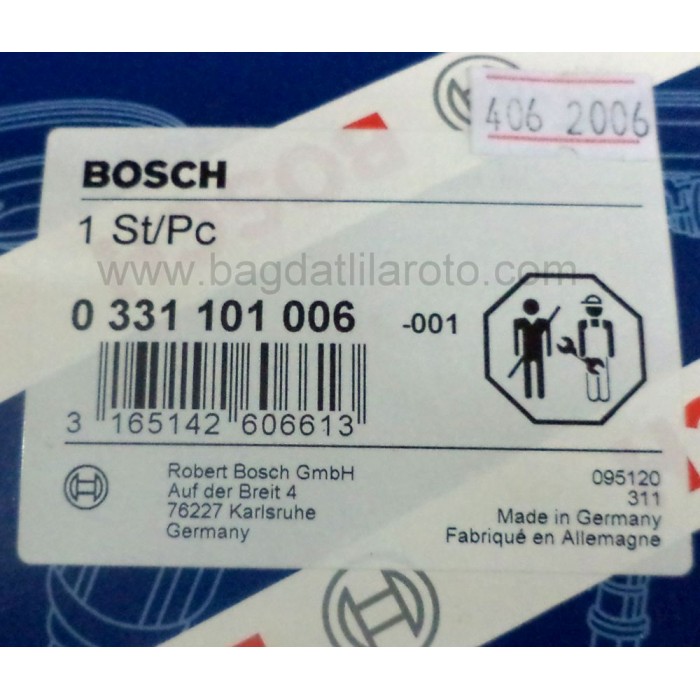 406 2006
BOSCH
1 St/Pc
www.bagdatlilaroto.com
0 331 101 006 -001
3 165142 606613
Robert Bosch GmbH
Auf der Breit 4
76227 Karlsruhe
Germany
095120
311
Made in Germany
Fabriqué en Allemagne